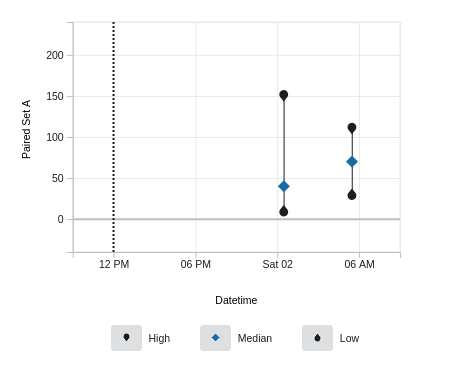 200
150
100
50
0
Paired Set A
12 PM
06 PM
Sat 02
06 AM
Datetime
High
Median
Low